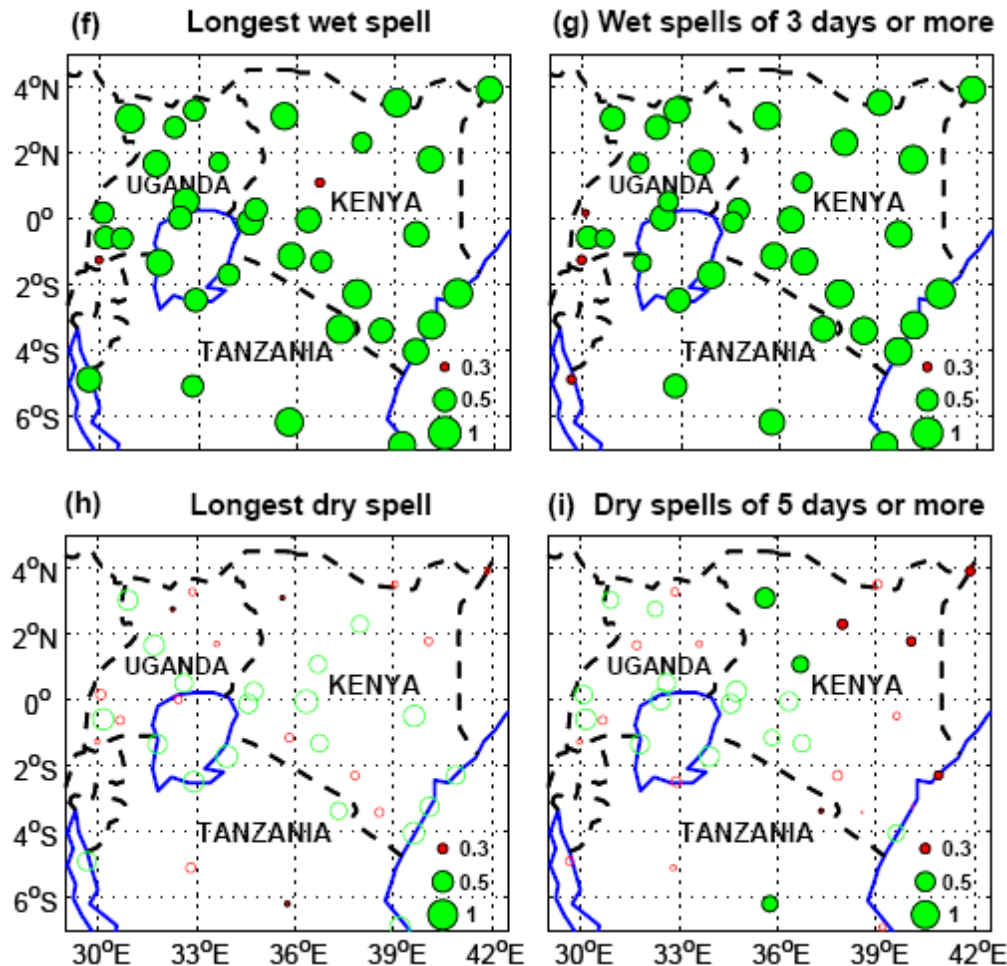 (f) Longest wet spell
(g) Wet spells of 3 days or more
4°N
2°N
0°
2°S
4°S
6°S
UGANDA
KENYA
TANZANIA
0.3
0.5
1
UGANDA
KENYA
TANZANIA
0.3
0.5
1
(h) Longest dry spell
(i) Dry spells of 5 days or more
4°N
2°N
0°
2°S
4°S
6°S
UGANDA
KENYA
TANZANIA
0.3
0.5
1
UGANDA
KENYA
TANZANIA
0.3
0.5
1
30°E 33°E 36°E 39°E 42°E
30°E 33°E 36°E 39°E 42°E